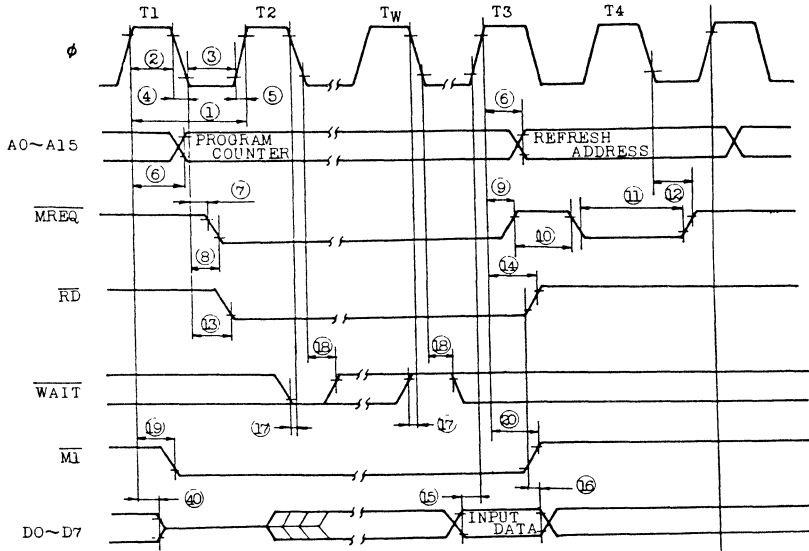 T1 T2 Tw T3 T4
ϕ
② ③
④ ① ⑤ ⑥
A0~A15 PROGRAM COUNTER REFRESH ADDRESS
⑥ ⑦ ⑨ ⑪ ⑫
MREQ
⑧ ⑩
⑭
RD
⑬
⑱ ⑱
WAIT
⑰ ⑰
⑲ ⑳
M1
㊵ ⑮ ⑯
D0~D7 INPUT DATA